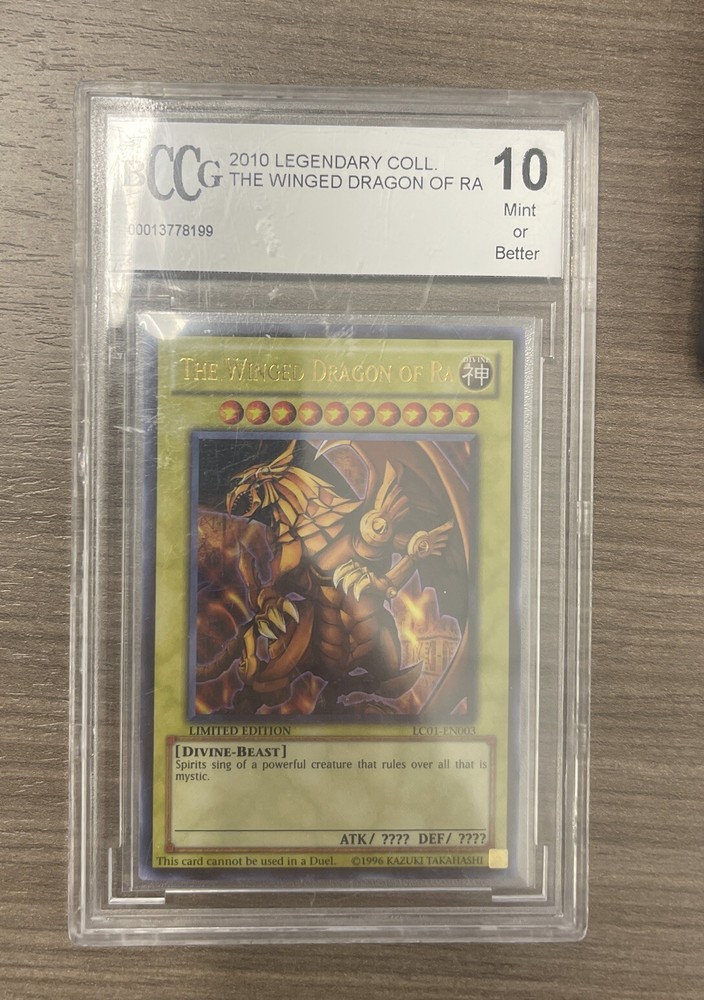 BCCG
2010 LEGENDARY COLL.
THE WINGED DRAGON OF RA
10
Mint
or
Better
00013778199
THE WINGED DRAGON OF RA
DIVINE
神
LIMITED EDITION
LC01-EN003
[DIVINE-BEAST]
Spirits sing of a powerful creature that rules over all that is
mystic.
ATK/ ???? DEF/ ????
This card cannot be used in a Duel.
©1996 KAZUKI TAKAHASHI